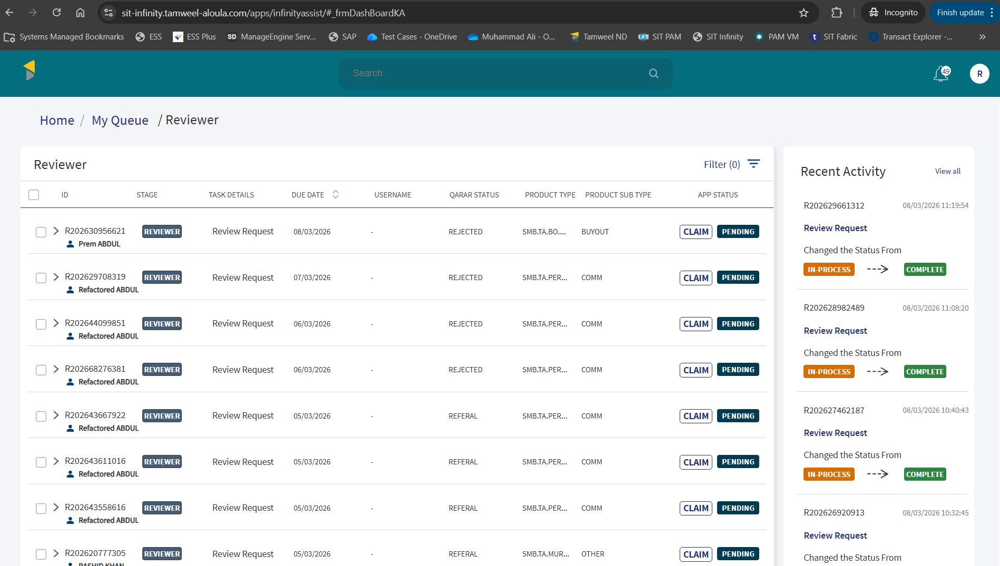 sit-infinity.tamweel-aloula.com/apps/infinityassist/#_frmDashBoardKA
Incognito
Finish update
Systems Managed Bookmarks
ESS
ESS Plus
SD ManageEngine Serv...
SAP
Test Cases - OneDrive
Muhammad Ali - O...
Tamweel ND
SIT PAM
SIT Infinity
PAM VM
t SIT Fabric
t Transact Explorer -...
Search
49
R
Home / My Queue / Reviewer
Reviewer
Filter (0)
ID STAGE TASK DETAILS DUE DATE USERNAME QARAR STATUS PRODUCT TYPE PRODUCT SUB TYPE APP STATUS
R202630956621 REVIEWER Review Request 08/03/2026 - REJECTED SMB.TA.BO.... BUYOUT CLAIM PENDING
Prem ABDUL
R202629708319 REVIEWER Review Request 07/03/2026 - REJECTED SMB.TA.PER... COMM CLAIM PENDING
Refactored ABDUL
R202644099851 REVIEWER Review Request 06/03/2026 - REJECTED SMB.TA.PER... COMM CLAIM PENDING
Refactored ABDUL
R202668276381 REVIEWER Review Request 06/03/2026 - REJECTED SMB.TA.PER... COMM CLAIM PENDING
Refactored ABDUL
R202643667922 REVIEWER Review Request 05/03/2026 - REFERAL SMB.TA.PER... COMM CLAIM PENDING
Refactored ABDUL
R202643611016 REVIEWER Review Request 05/03/2026 - REFERAL SMB.TA.PER... COMM CLAIM PENDING
Refactored ABDUL
R202643558616 REVIEWER Review Request 05/03/2026 - REFERAL SMB.TA.PER... COMM CLAIM PENDING
Refactored ABDUL
R202620777305 REVIEWER Review Request 05/03/2026 - REFERAL SMB.TA.MUR... OTHER CLAIM PENDING
RASHID KHAN
Recent Activity
View all
R202629661312 08/03/2026 11:19:54
Review Request
Changed the Status From
IN-PROCESS COMPLETE
R202628982489 08/03/2026 11:08:20
Review Request
Changed the Status From
IN-PROCESS COMPLETE
R202627462187 08/03/2026 10:40:43
Review Request
Changed the Status From
IN-PROCESS COMPLETE
R202626920913 08/03/2026 10:32:45
Review Request
Changed the Status From